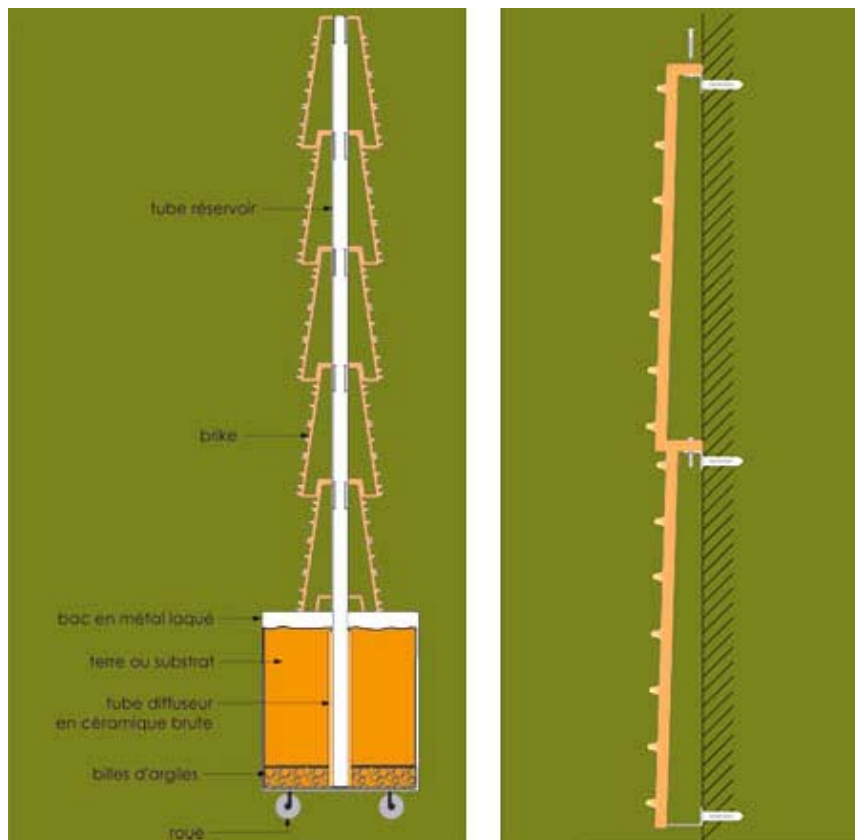 tube réservoir
brike
bac en métal laqué
terre ou substrat
tube diffuseur
en céramique brute
billes d'argiles
roue